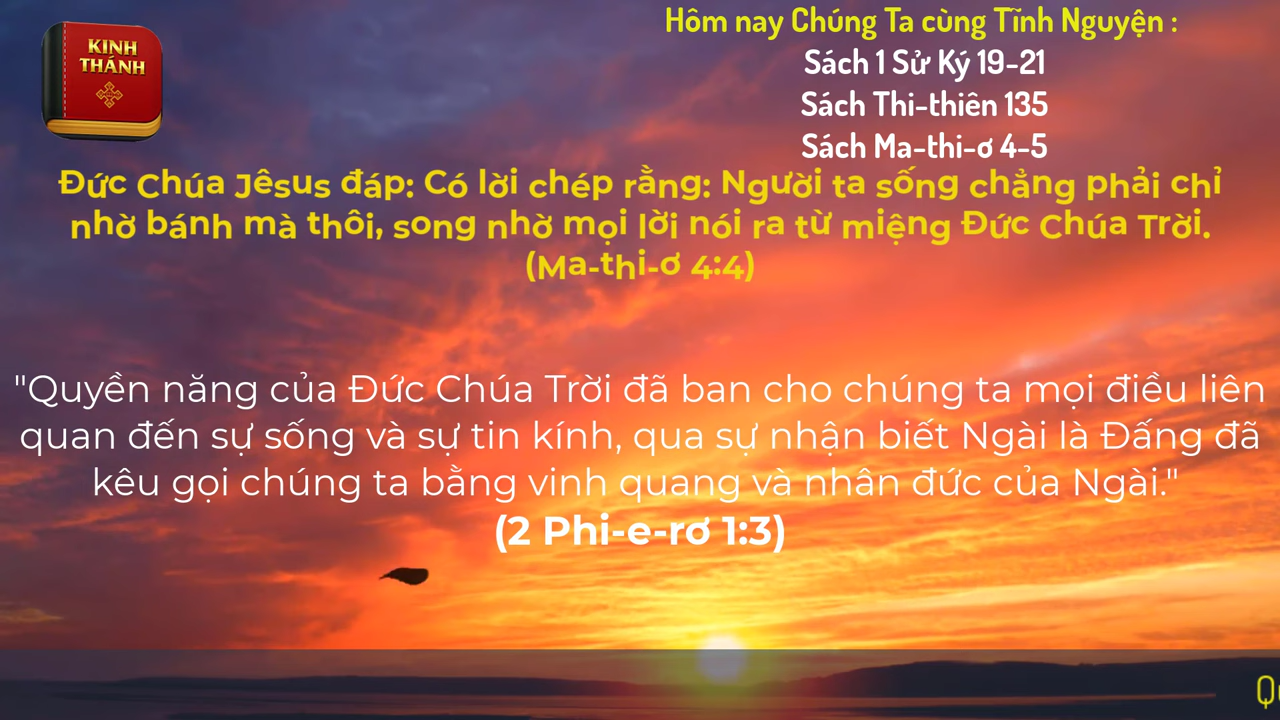 KINH
THÁNH
Hôm nay Chúng Ta cùng Tĩnh Nguyện :
Sách 1 Sử Ký 19-21
Sách Thi-thiên 135
Sách Ma-thi-ơ 4-5
Đức Chúa Jêsus đáp: Có lời chép rằng: Người ta sống chẳng phải chỉ
nhờ bánh mà thôi, song nhờ mọi lời nói ra từ miệng Đức Chúa Trời.
(Ma-thi-ơ 4:4)
"Quyền năng của Đức Chúa Trời đã ban cho chúng ta mọi điều liên
quan đến sự sống và sự tin kính, qua sự nhận biết Ngài là Đấng đã
kêu gọi chúng ta bằng vinh quang và nhân đức của Ngài."
(2 Phi-e-rơ 1:3)